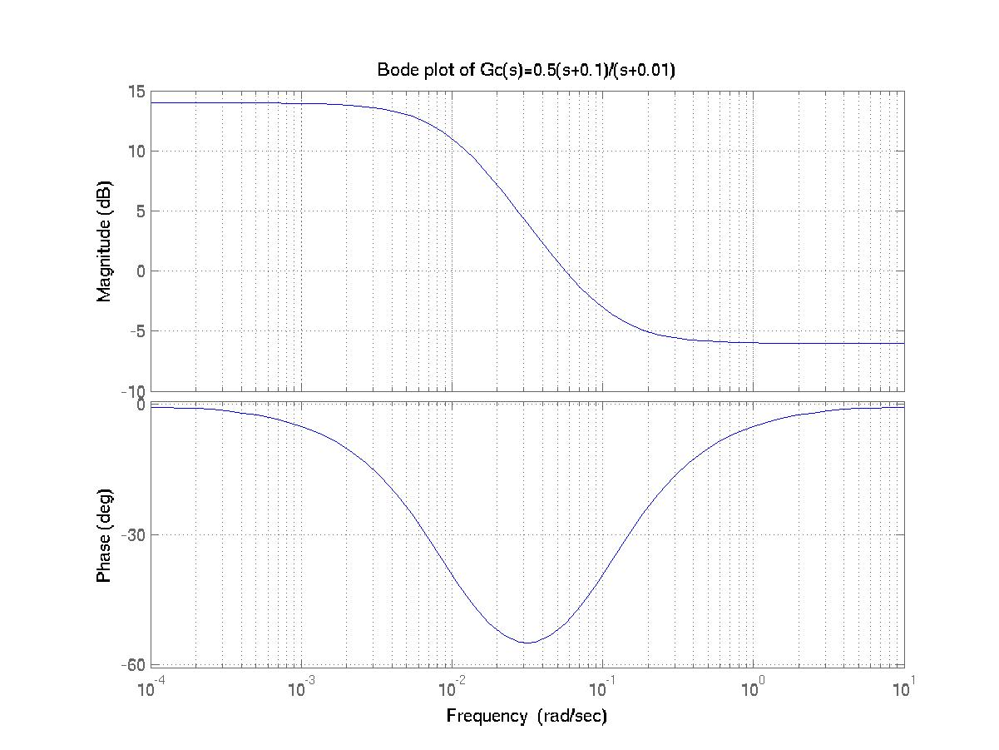 Bode plot of Gc(s)=0.5(s+0.1)/(s+0.01)
15
10
5
0
-5
-10
Magnitude (dB)
0
-30
-60
Phase (deg)
10^-4 10^-3 10^-2 10^-1 10^0 10^1
Frequency (rad/sec)